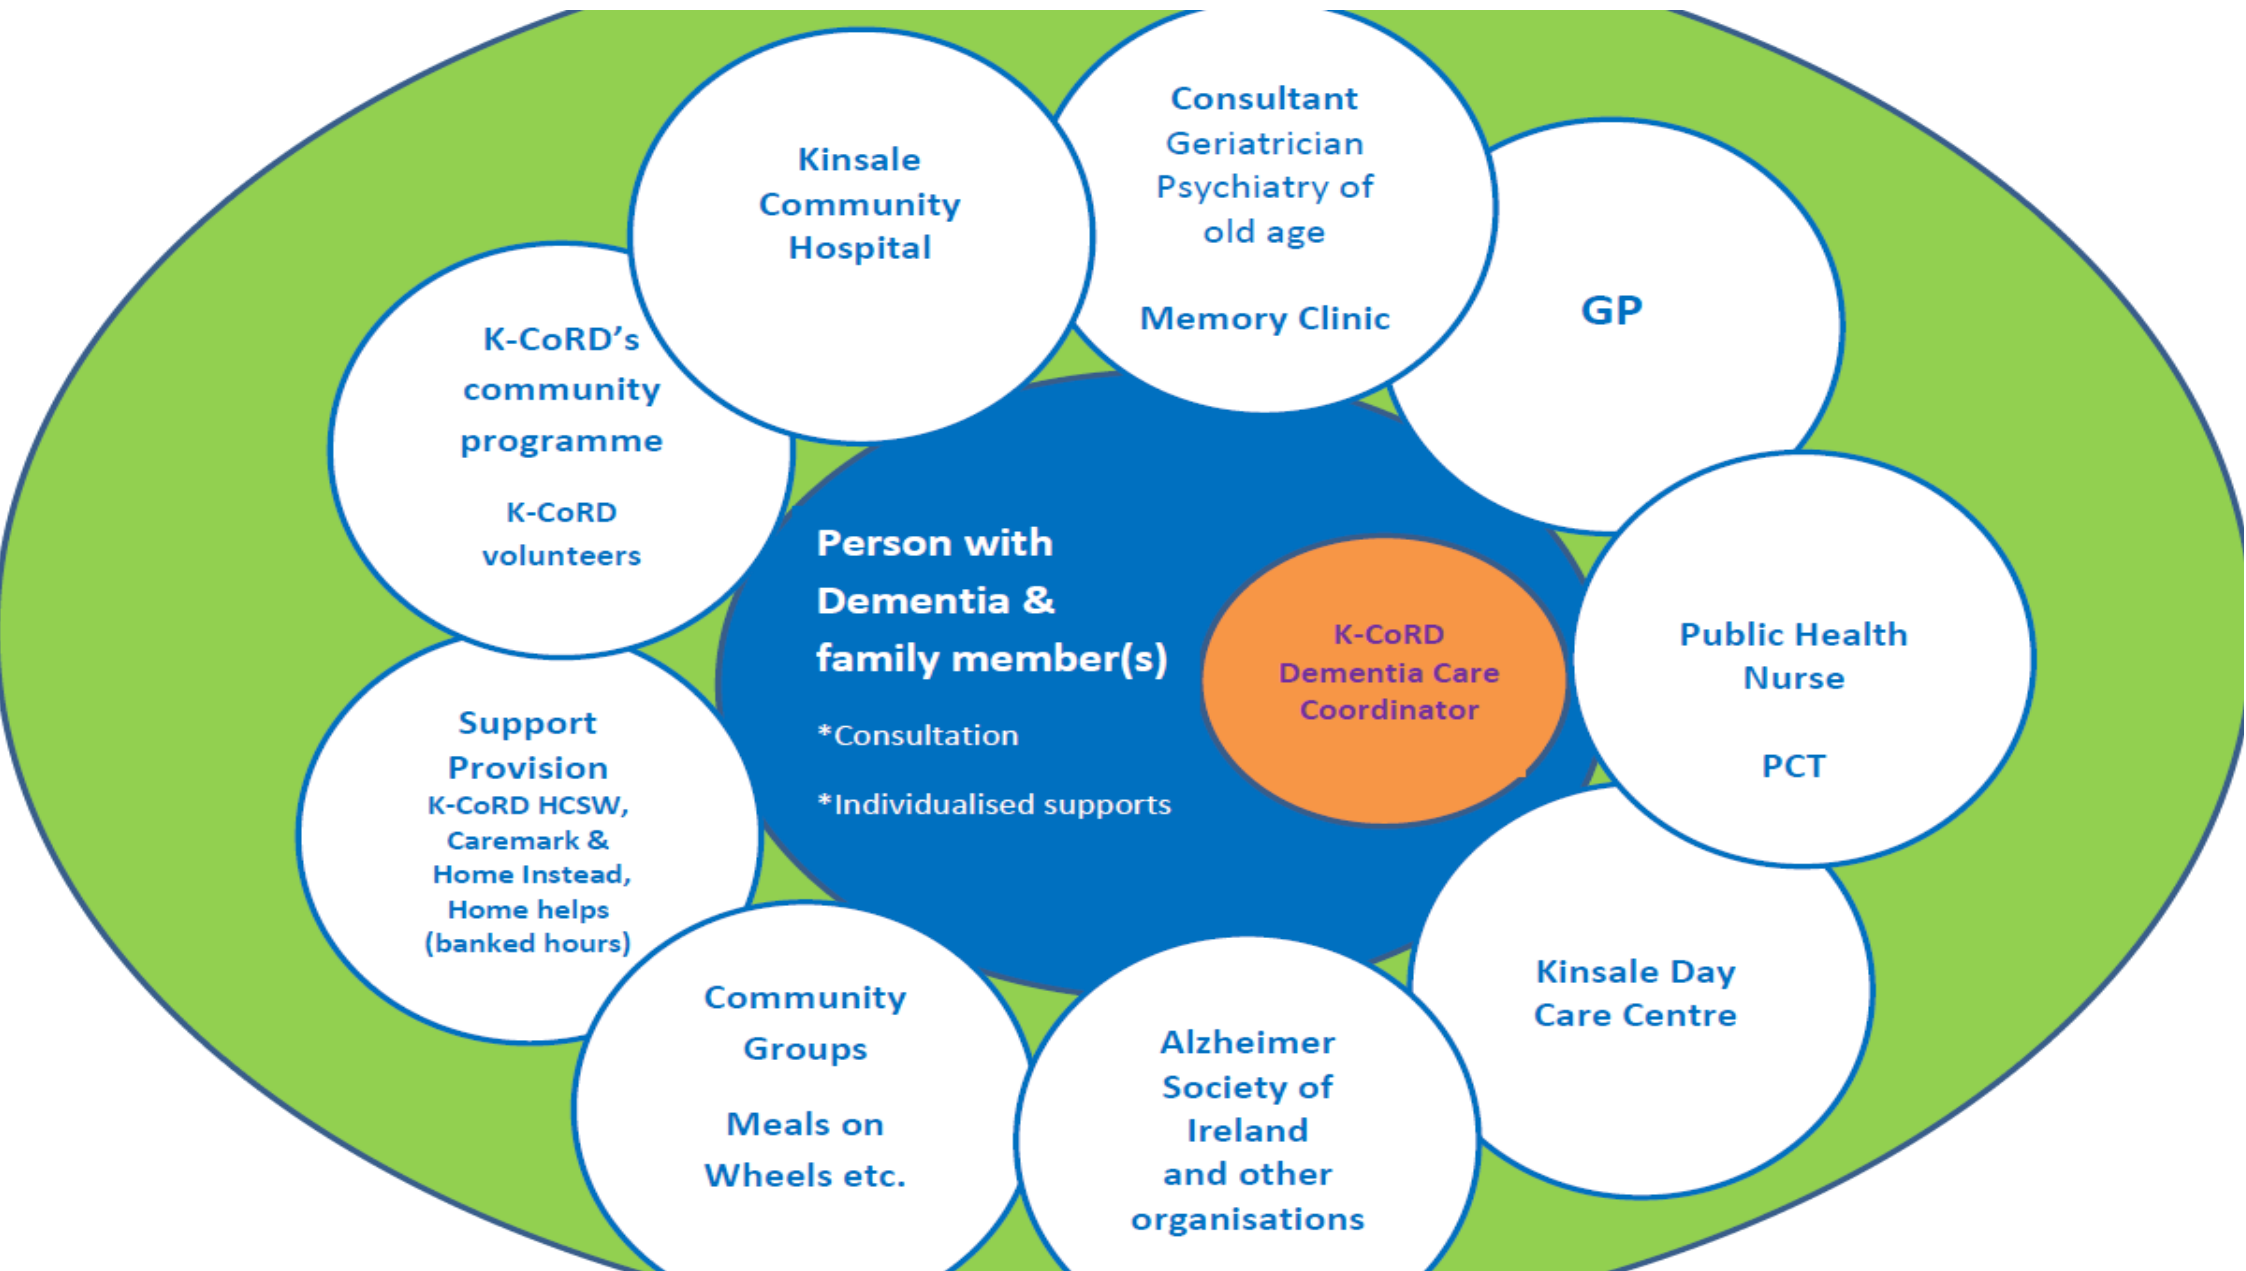 Kinsale
Community
Hospital
Consultant
Geriatrician
Psychiatry of
old age
Memory Clinic
GP
K-CoRD’s
community
programme
K-CoRD
volunteers
Person with
Dementia &
family member(s)
*Consultation
*Individualised supports
K-CoRD
Dementia Care
Coordinator
Public Health
Nurse
PCT
Support
Provision
K-CoRD HCSW,
Caremark &
Home Instead,
Home helps
(banked hours)
Community
Groups
Meals on
Wheels etc.
Alzheimer
Society of
Ireland
and other
organisations
Kinsale Day
Care Centre